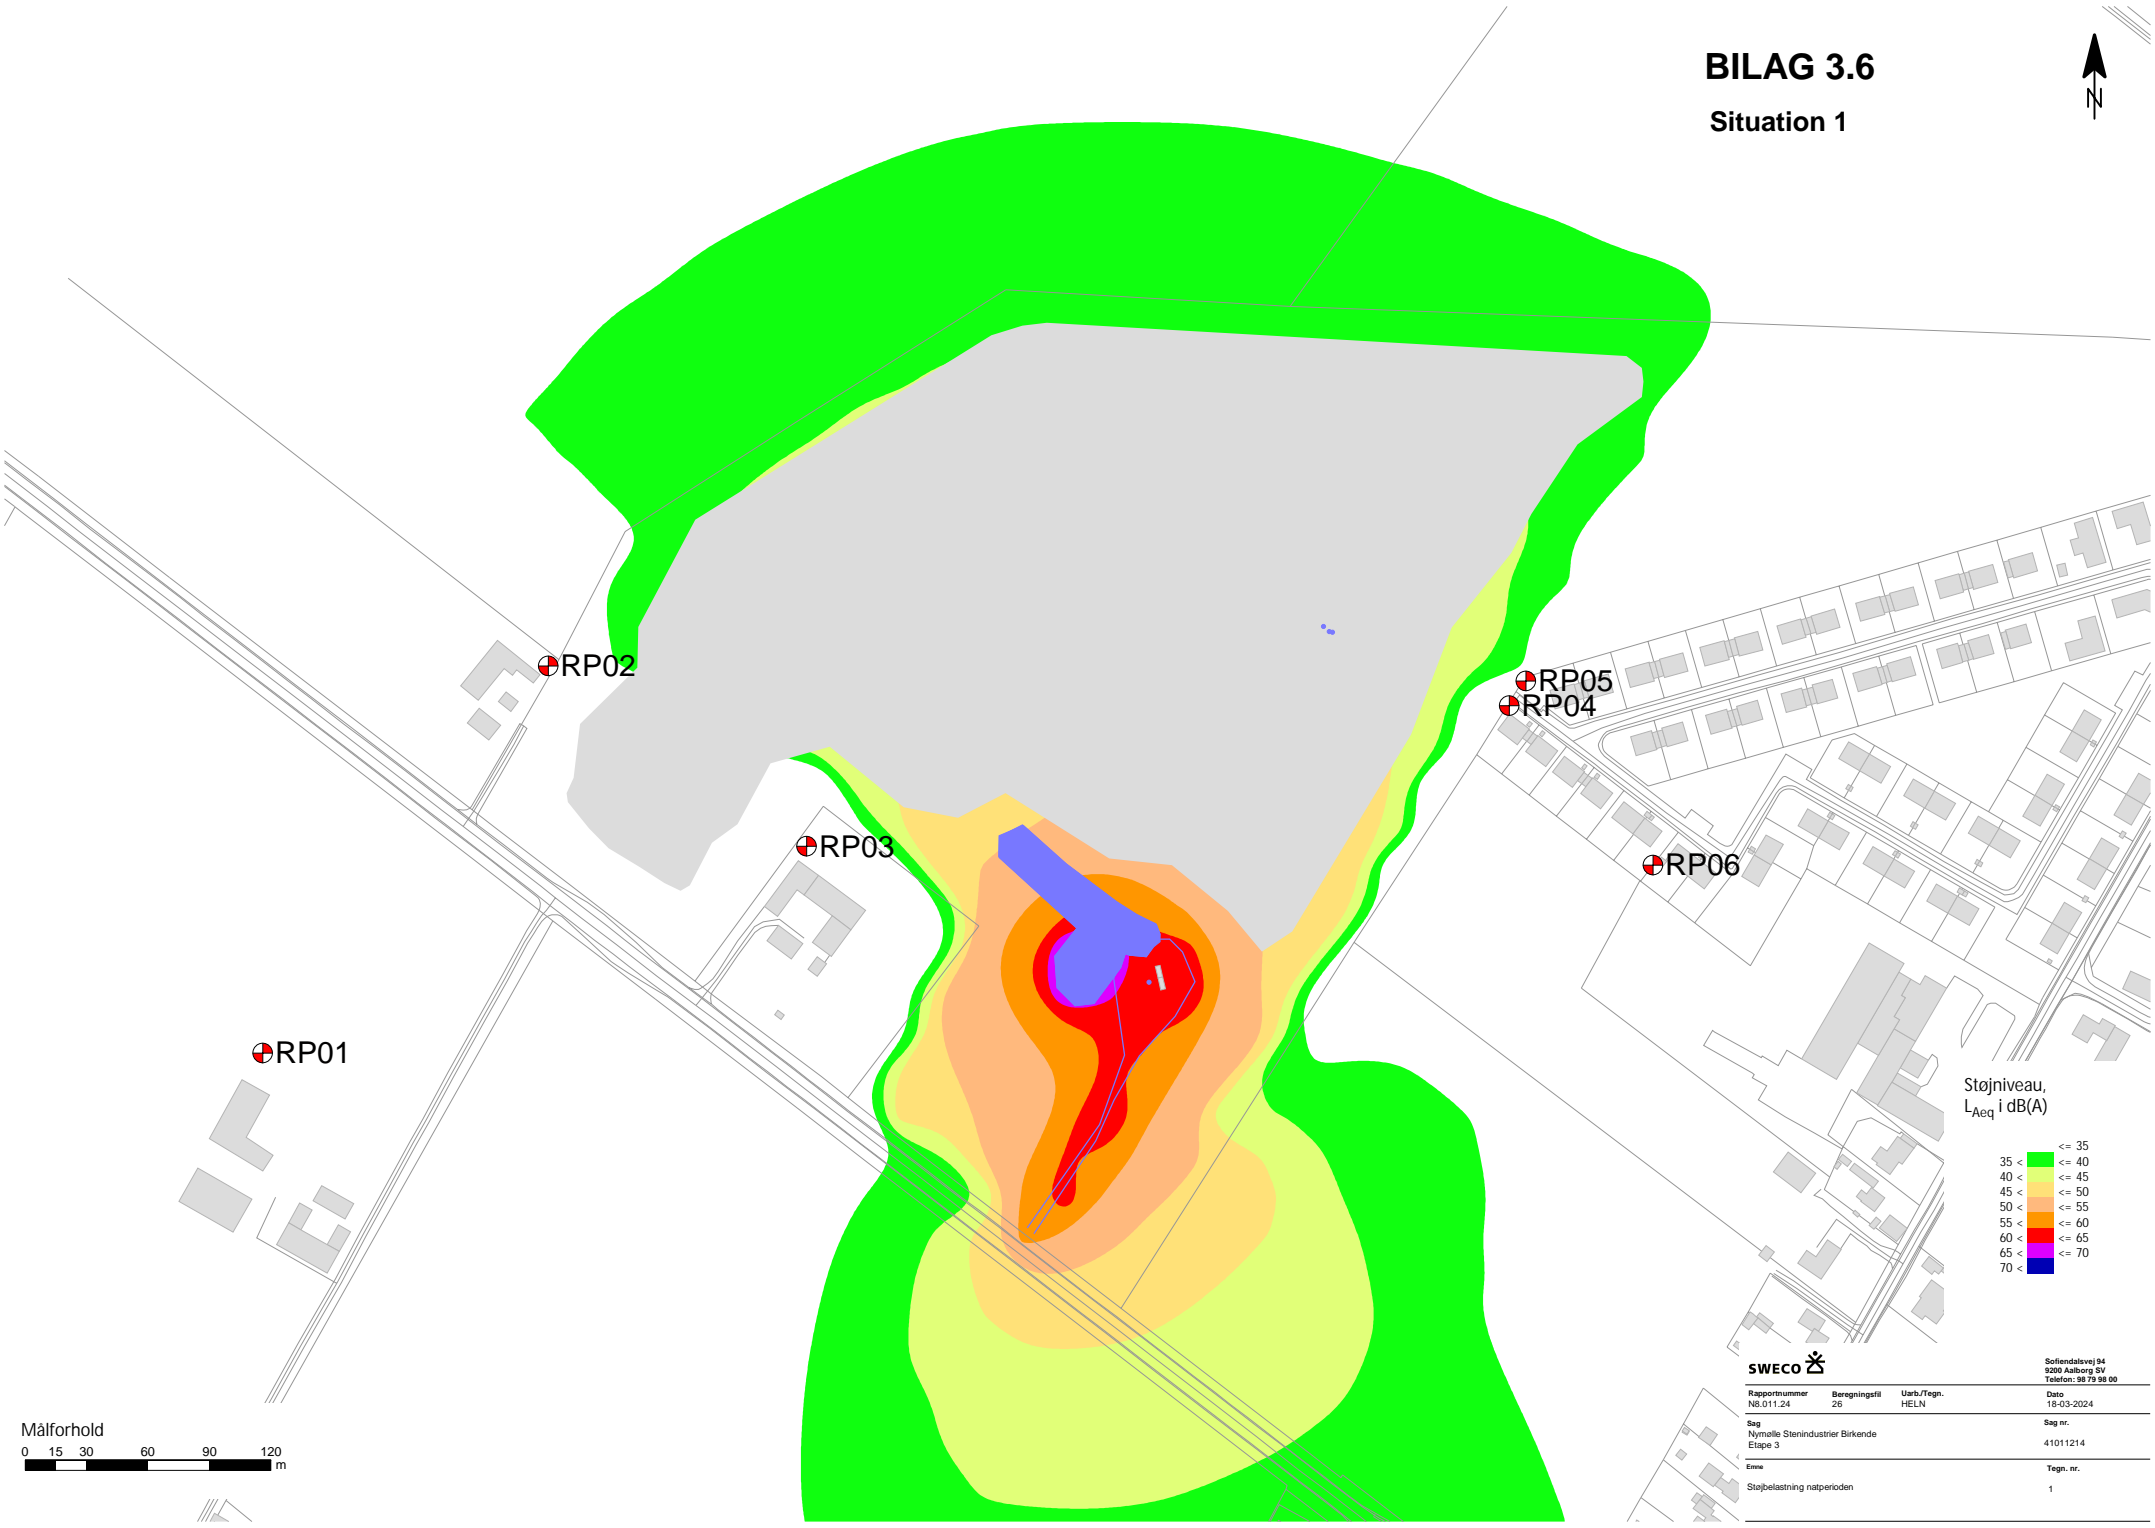 BILAG 3.6
Situation 1
N
RP02
RP05
RP04
RP03
RP06
RP01
Støjniveau,
LAeq i dB(A)
<= 35
35 < <= 40
40 < <= 45
45 < <= 50
50 < <= 55
55 < <= 60
60 < <= 65
65 < <= 70
70 <
Målforhold
0 15 30 60 90 120
m
SWECO
Sofiendalsvej 94
9200 Aalborg SV
Telefon: 98 79 98 00
Rapportnummer Beregningsfil Uarb./Tegn. Dato
N8.011.24 26 HELN 18-03-2024
Sag Sag nr.
Nymølle Stenindustrier Birkende
Etape 3 41011214
Emne Tegn. nr.
Støjbelastning natperioden 1